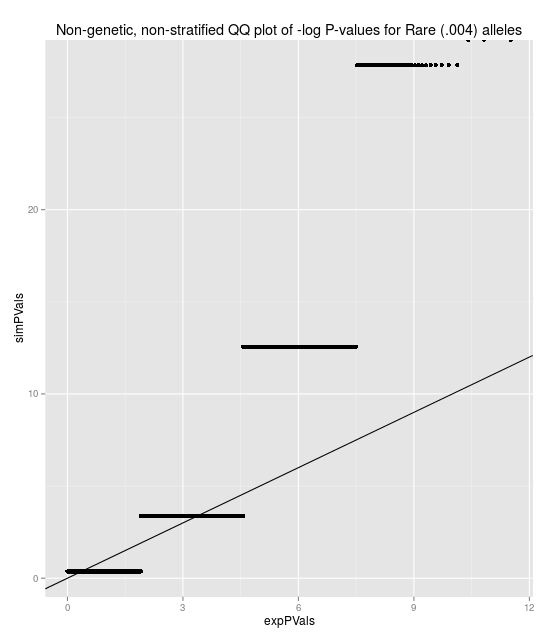 Non-genetic, non-stratified QQ plot of -log P-values for Rare (.004) alleles
20
10
0
simPVals
0 3 6 9 12
expPVals